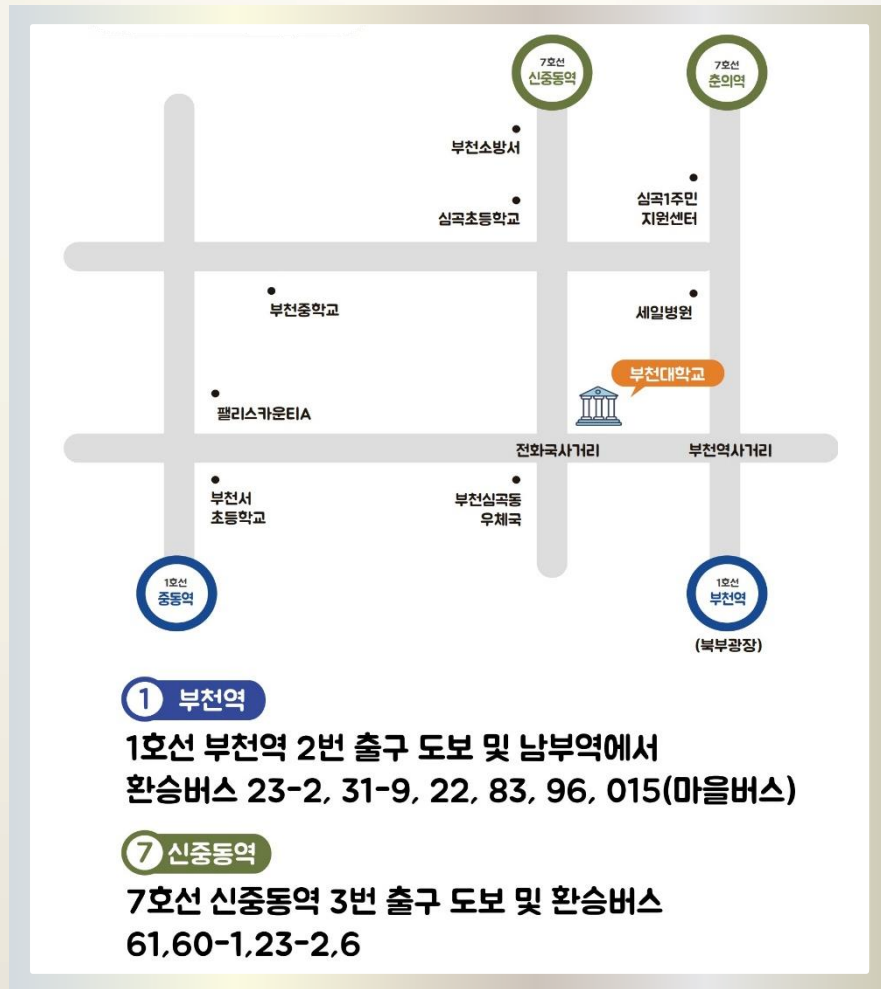 7호선
신중동역
7호선
춘의역
부천소방서
심곡1주민
지원센터
심곡초등학교
부천중학교
세일병원
부천대학교
팰리스카운티A
전화국사거리
부천역사거리
부천서
초등학교
부천심곡동
우체국
1호선
중동역
1호선
부천역
(북부광장)
1 부천역
1호선 부천역 2번 출구 도보 및 남부역에서
환승버스 23-2, 31-9, 22, 83, 96, 015(마을버스)
7 신중동역
7호선 신중동역 3번 출구 도보 및 환승버스
61,60-1,23-2,6